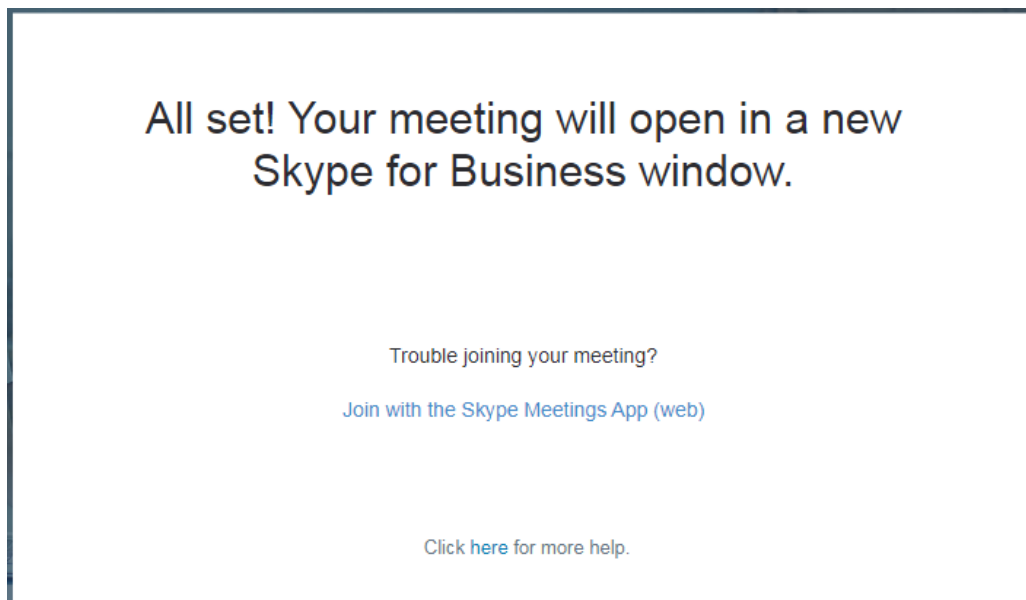 All set! Your meeting will open in a new
Skype for Business window.
Trouble joining your meeting?
Join with the Skype Meetings App (web)
Click here for more help.